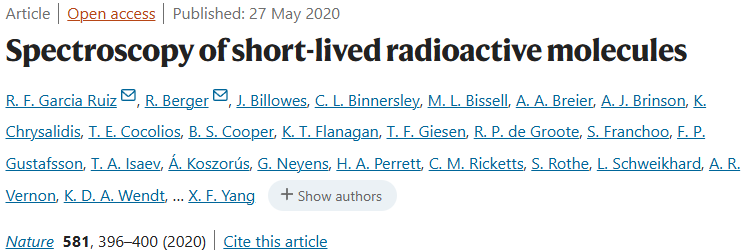 Article | Open access | Published: 27 May 2020
Spectroscopy of short-lived radioactive molecules
R. F. Garcia Ruiz, R. Berger, J. Billowes, C. L. Binnersley, M. L. Bissell, A. A. Breier, A. J. Brinson, K.
Chrysalidis, T. E. Cocolios, B. S. Cooper, K. T. Flanagan, T. F. Giesen, R. P. de Groote, S. Franchoo, F. P.
Gustafsson, T. A. Isaev, Á. Koszorús, G. Neyens, H. A. Perrett, C. M. Ricketts, S. Rothe, L. Schweikhard, A. R.
Vernon, K. D. A. Wendt, ... X. F. Yang + Show authors
Nature 581, 396–400 (2020) | Cite this article